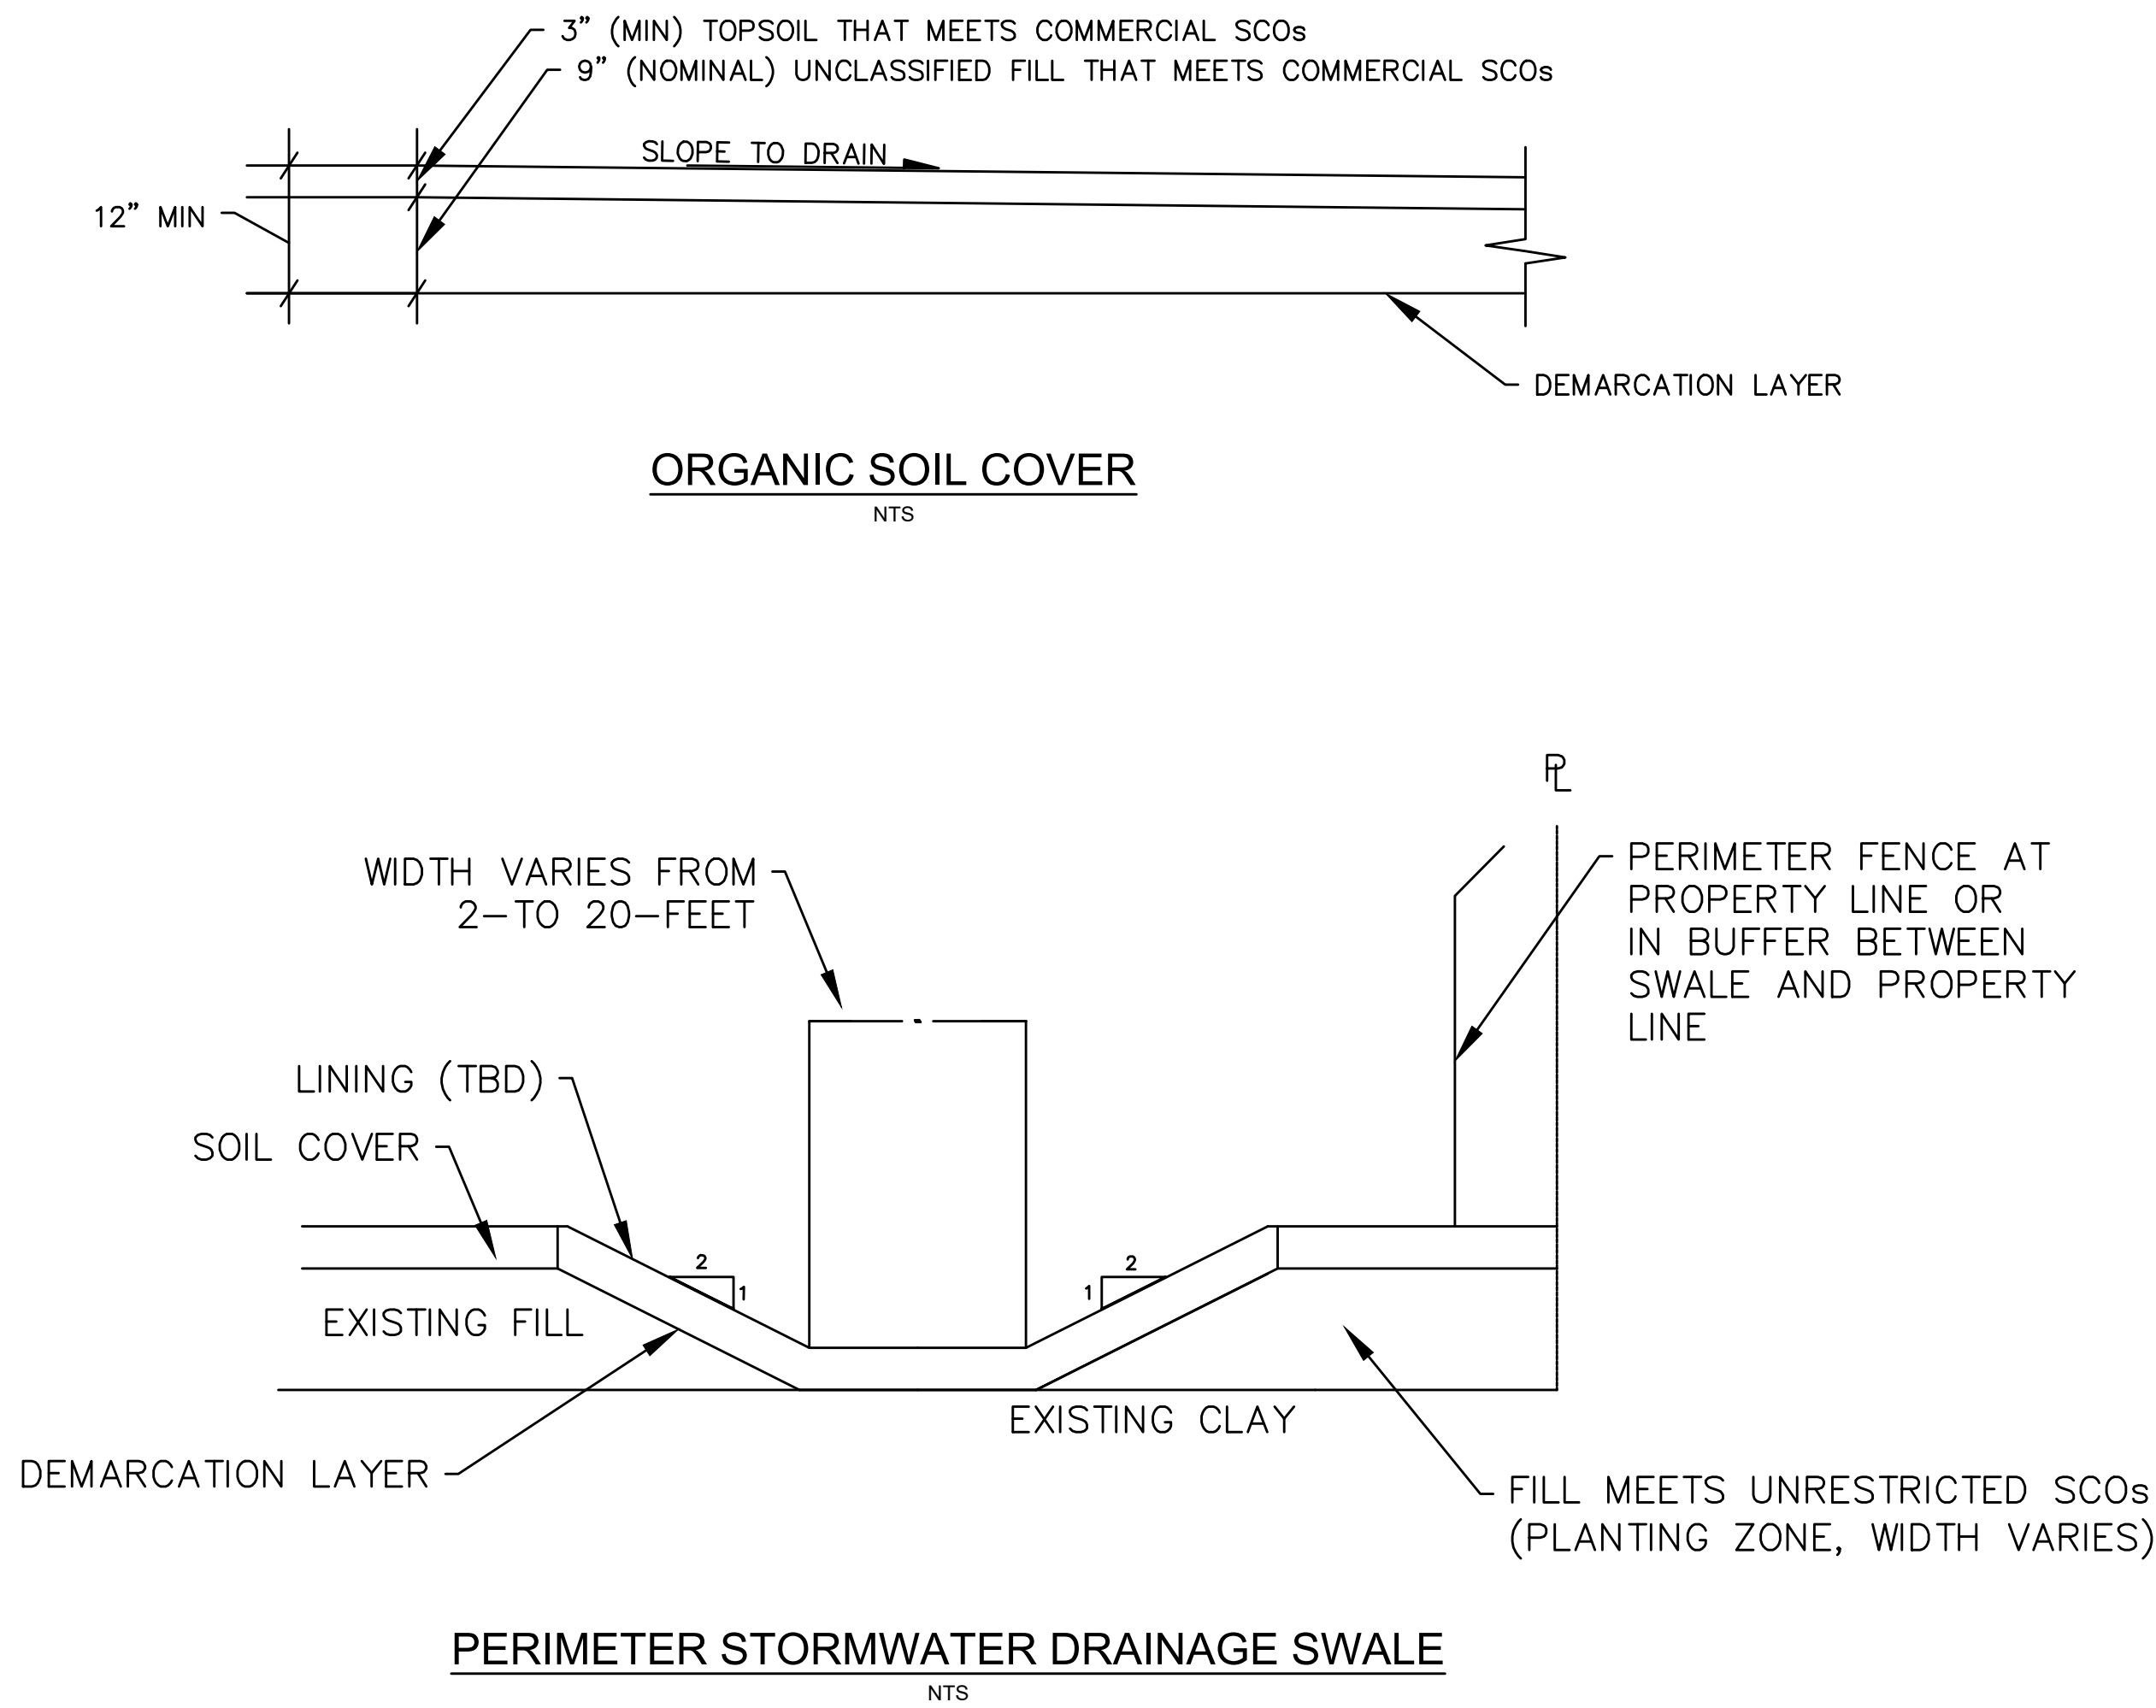 3” (MIN) TOPSOIL THAT MEETS COMMERCIAL SCOs
9” (NOMINAL) UNCLASSIFIED FILL THAT MEETS COMMERCIAL SCOs
SLOPE TO DRAIN
12” MIN
DEMARCATION LAYER
ORGANIC SOIL COVER
NTS
PL
WIDTH VARIES FROM
2-TO 20-FEET
PERIMETER FENCE AT
PROPERTY LINE OR
IN BUFFER BETWEEN
SWALE AND PROPERTY
LINE
LINING (TBD)
SOIL COVER
2
1
2
1
EXISTING FILL
EXISTING CLAY
DEMARCATION LAYER
FILL MEETS UNRESTRICTED SCOs
(PLANTING ZONE, WIDTH VARIES)
PERIMETER STORMWATER DRAINAGE SWALE
NTS